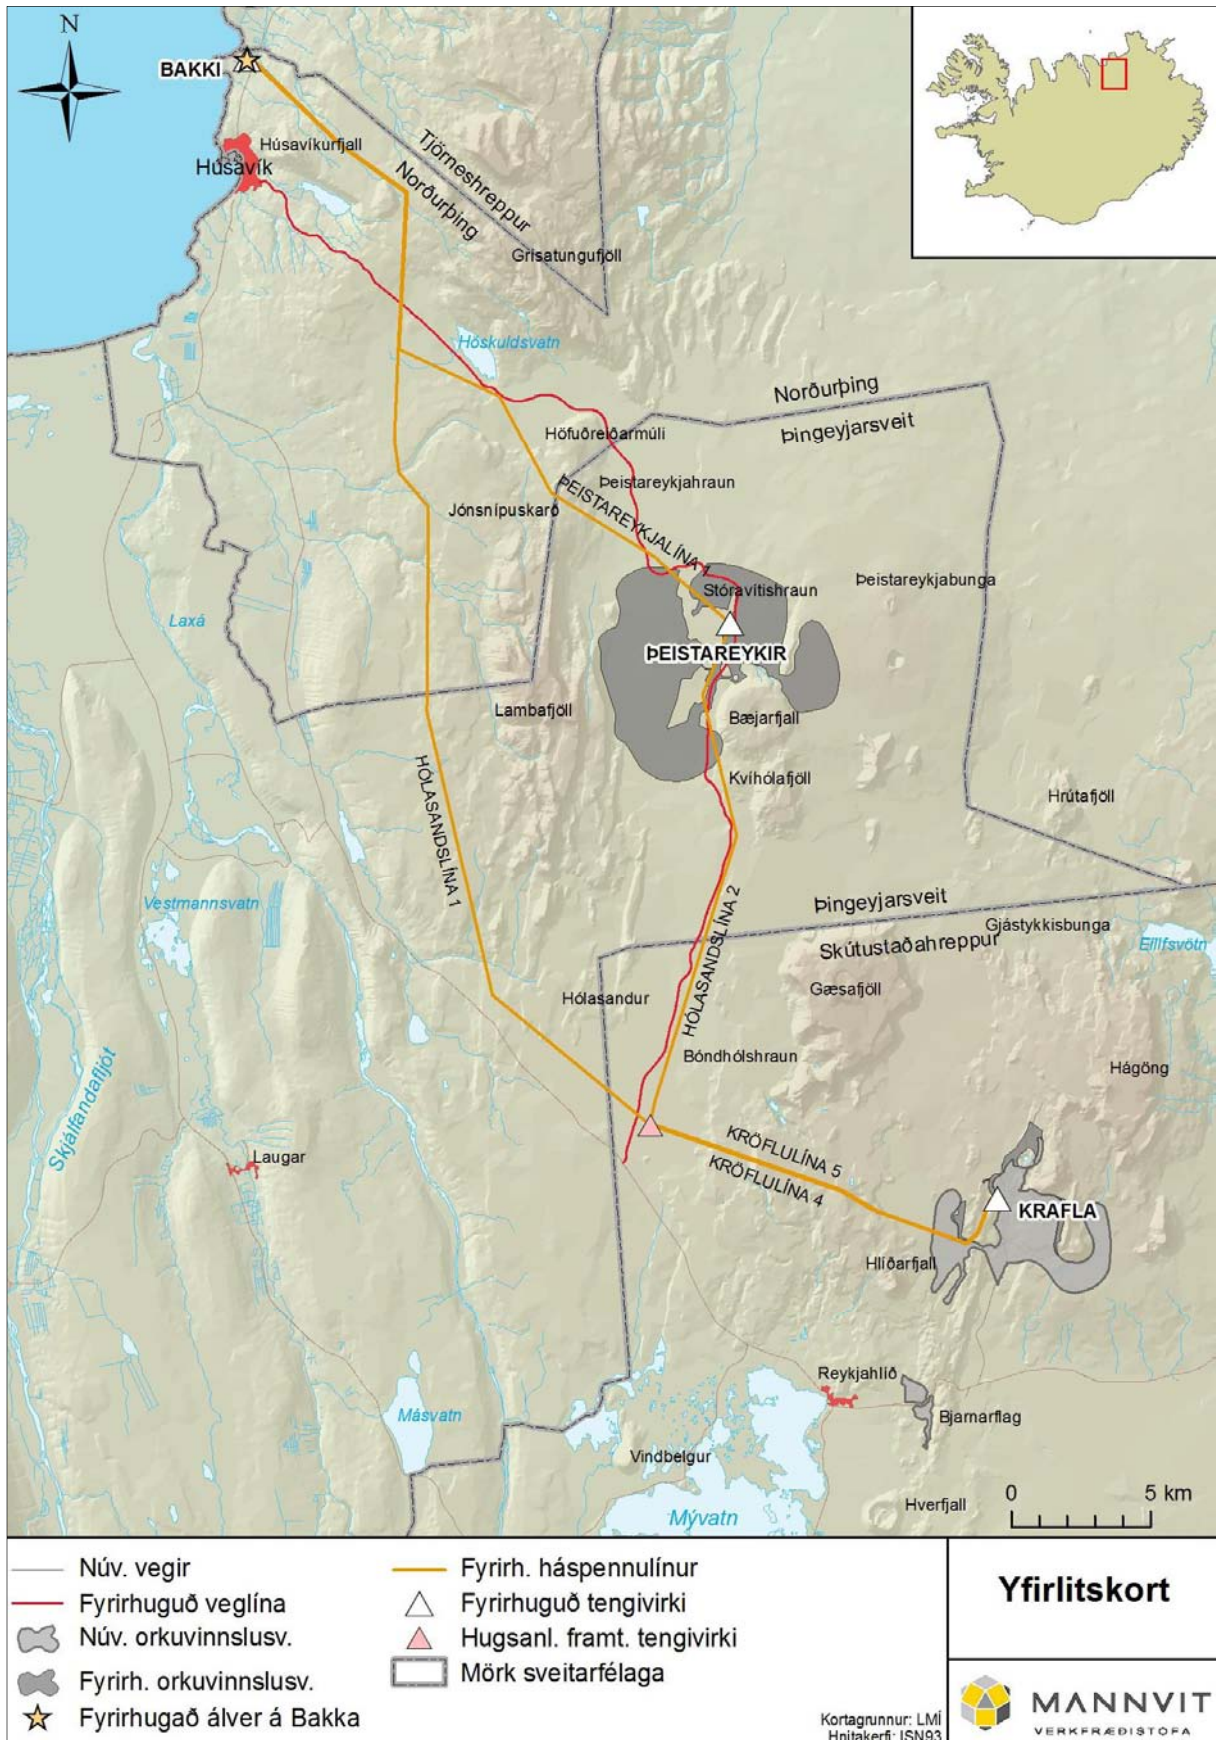 N
BAKKI
Húsavíkurfjall
Húsavík
Tjörneshreppur
Norðurþing
Grísatungufjöll
Höskuldsvatn
Norðurþing
Þingeyjarsveit
Höfuðreiðarmúli
Þeistareykjahraun
ÞEISTAREYKJALÍNA 1
Jónsnípuskarð
Stóravítishraun
Þeistareykjabunga
Laxá
ÞEISTAREYKIR
Lambafjöll
Bæjarfjall
Kvíhólafjöll
Hrútafjöll
HÓLASANDSLÍNA 1
Vestmannsvatn
Þingeyjarsveit
Skútustaðahreppur
Gjástykkisbunga
Eilífsvötn
HÓLASANDSLÍNA 2
Gæsafjöll
Hólasandur
Bóndhólshraun
Hágöng
Skjálfandafljót
Laugar
KRÖFLULÍNA 5
KRÖFLULÍNA 4
KRAFLA
Hlíðarfjall
Reykjahlíð
Bjarnarflag
Másvatn
Vindbelgur
Hverfjall
Mývatn
0 5 km
Núv. vegir
Fyrirhuguð veglína
Núv. orkuvinnslusv.
Fyrirh. orkuvinnslusv.
Fyrirhugað álver á Bakka
Fyrirh. háspennulínur
Fyrirhuguð tengivirki
Hugsanl. framt. tengivirki
Mörk sveitarfélaga
Kortagrunnur: LMÍ
Hnitakerfi: ISN93
Yfirlitskort
MANNVIT
VERKFRÆÐISTOFA